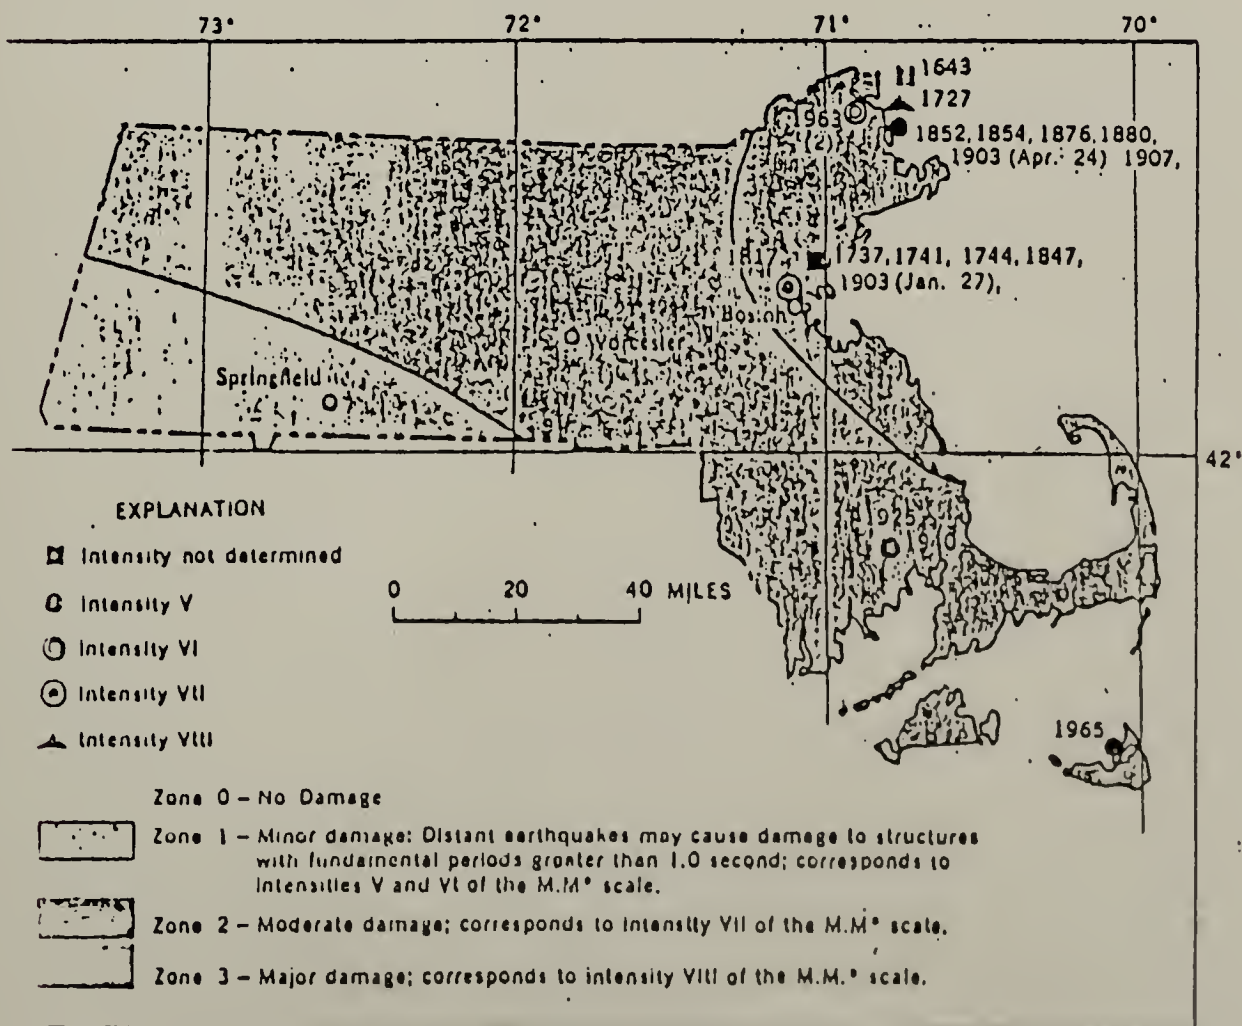 73° 72° 71° 70°
1643
1727
1852, 1854, 1876, 1880,
1903 (Apr. 24) 1907,
963
(2)
1817
1737, 1741, 1744, 1847,
1903 (Jan. 27),
Boston
Worcester
Springfield
42°
EXPLANATION
Intensity not determined
Intensity V
Intensity VI
Intensity VII
Intensity VIII
0 20 40 MILES
1965
Zone 0 – No Damage
Zone 1 – Minor damage: Distant earthquakes may cause damage to structures
with fundamental periods greater than 1.0 second; corresponds to
Intensities V and VI of the M.M* scale.
Zone 2 – Moderate damage; corresponds to Intensity VII of the M.M* scale.
Zone 3 – Major damage; corresponds to intensity VIII of the M.M.* scale.